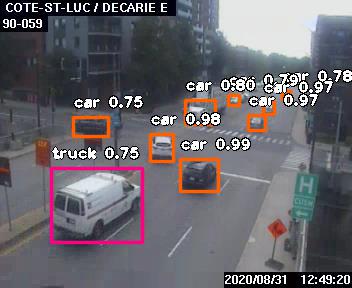 COTE-ST-LUC / DECARIE E
90-059
car 0.78
car 0.80
0.79
car 0.97
car 0.75
car 0.97
car 0.98
car 0.99
truck 0.75
H
2020/08/31 12:49:20